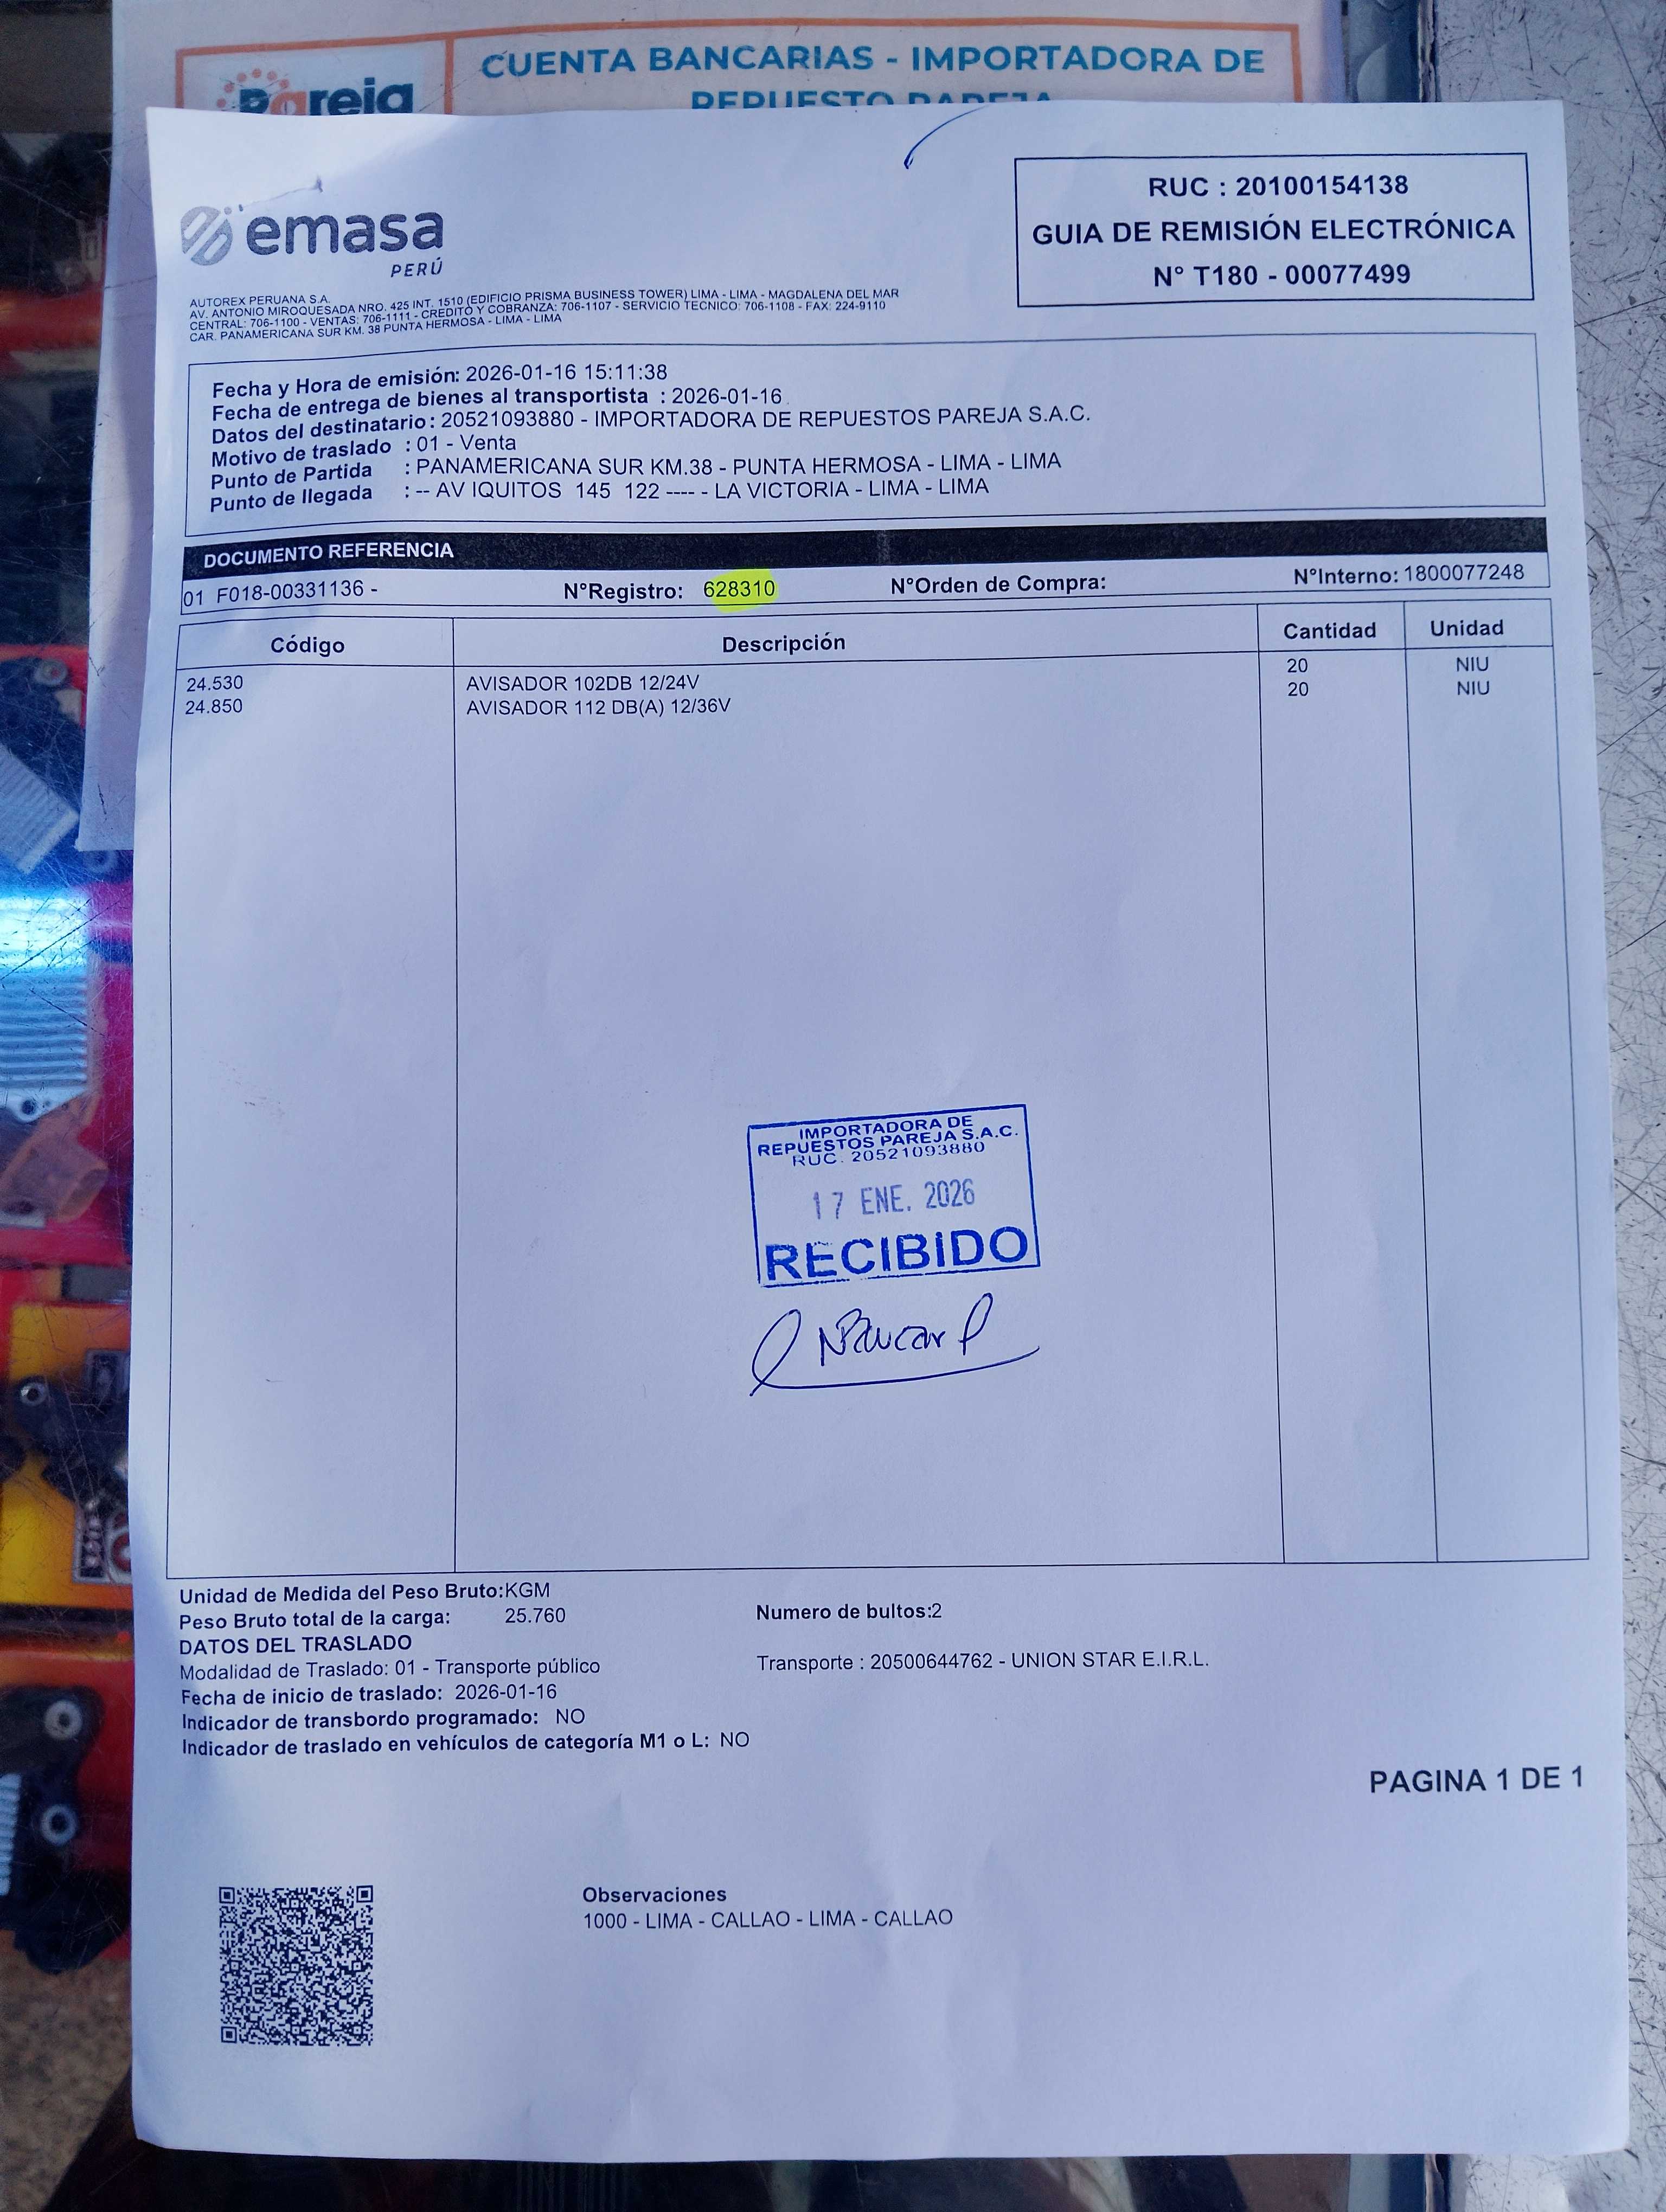 CUENTA BANCARIAS - IMPORTADORA DE
Pareja
REPUESTO PAREJA
emasa
PERÚ
RUC : 20100154138
GUIA DE REMISIÓN ELECTRÓNICA
N° T180 - 00077499
AUTOREX PERUANA S.A.
AV. ANTONIO MIROQUESADA NRO. 425 INT. 1510 (EDIFICIO PRISMA BUSINESS TOWER) LIMA - LIMA - MAGDALENA DEL MAR
CENTRAL: 706-1100 - VENTAS: 706-1111 - CREDITO Y COBRANZA: 706-1107 - SERVICIO TECNICO: 706-1108 - FAX: 224-9110
CAR. PANAMERICANA SUR KM. 38 PUNTA HERMOSA - LIMA - LIMA
Fecha y Hora de emisión: 2026-01-16 15:11:38
Fecha de entrega de bienes al transportista : 2026-01-16
Datos del destinatario : 20521093880 - IMPORTADORA DE REPUESTOS PAREJA S.A.C.
Motivo de traslado : 01 - Venta
Punto de Partida : PANAMERICANA SUR KM.38 - PUNTA HERMOSA - LIMA - LIMA
Punto de llegada : -- AV IQUITOS 145 122 ---- - LA VICTORIA - LIMA - LIMA
DOCUMENTO REFERENCIA
01 F018-00331136 - N°Registro: 628310 N°Orden de Compra: N°Interno: 1800077248
Código Descripción Cantidad Unidad
24.530 AVISADOR 102DB 12/24V 20 NIU
24.850 AVISADOR 112 DB(A) 12/36V 20 NIU
IMPORTADORA DE
REPUESTOS PAREJA S.A.C.
RUC. 20521093880
17 ENE. 2026
RECIBIDO
Unidad de Medida del Peso Bruto:KGM
Peso Bruto total de la carga: 25.760 Numero de bultos:2
DATOS DEL TRASLADO
Modalidad de Traslado: 01 - Transporte público Transporte : 20500644762 - UNION STAR E.I.R.L.
Fecha de inicio de traslado: 2026-01-16
Indicador de transbordo programado: NO
Indicador de traslado en vehículos de categoría M1 o L: NO
PAGINA 1 DE 1
Observaciones
1000 - LIMA - CALLAO - LIMA - CALLAO